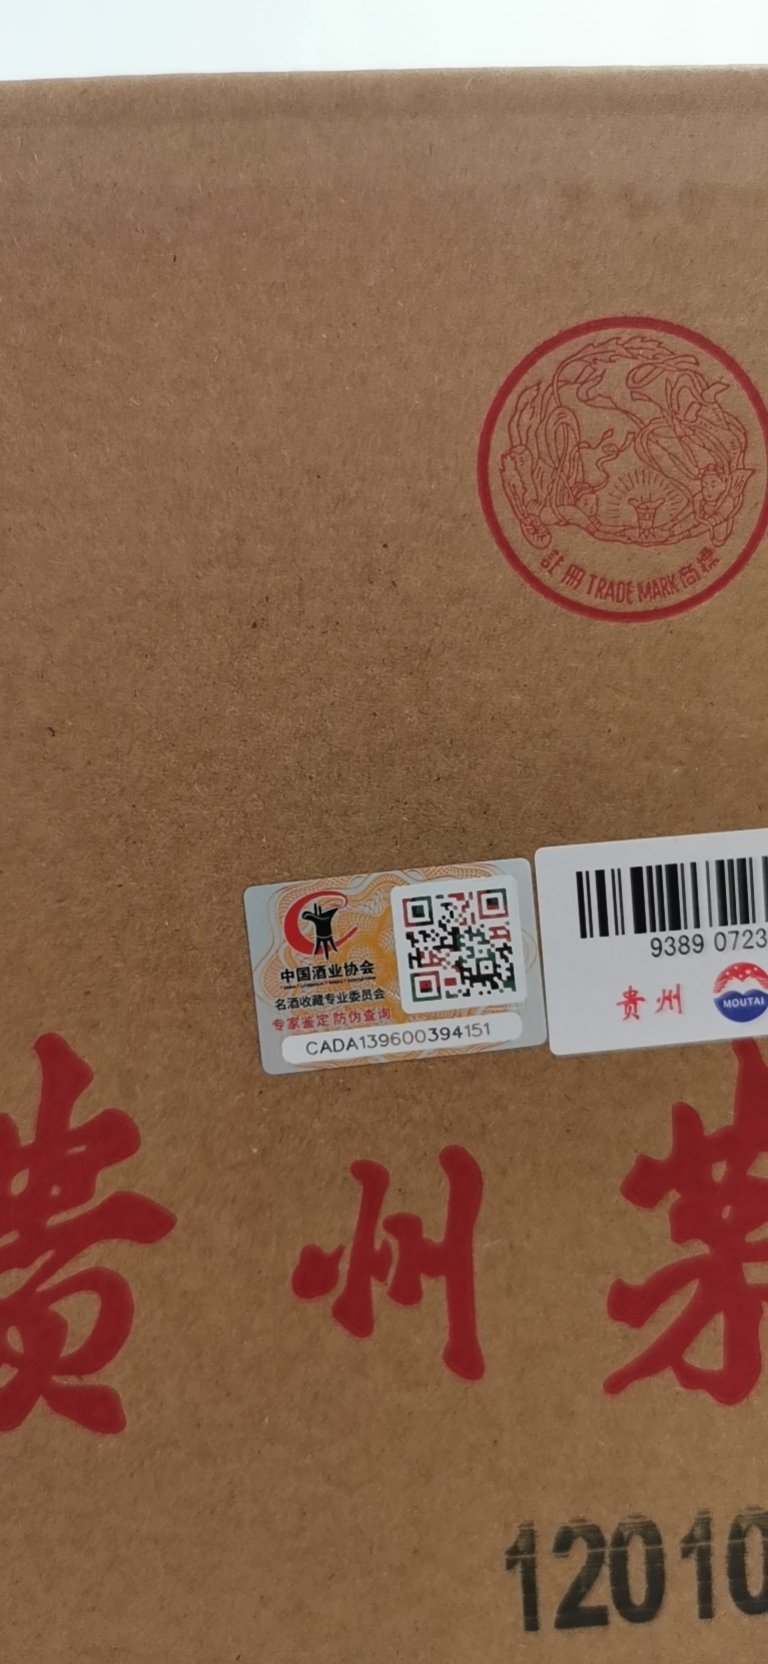 註册 TRADE MARK 商標
中国酒业协会
名酒收藏专业委员会
专家鉴定 防伪查询
CADA139600394151
9389 0723
贵州
MOUTAI
贵州茅
12010